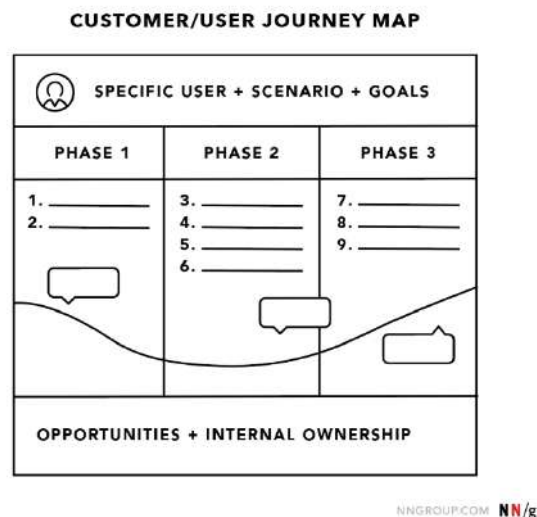 CUSTOMER/USER JOURNEY MAP
SPECIFIC USER + SCENARIO + GOALS
PHASE 1
PHASE 2
PHASE 3
1.
2.
3.
4.
5.
6.
7.
8.
9.
OPPORTUNITIES + INTERNAL OWNERSHIP
NNGROUP.COM NN/g